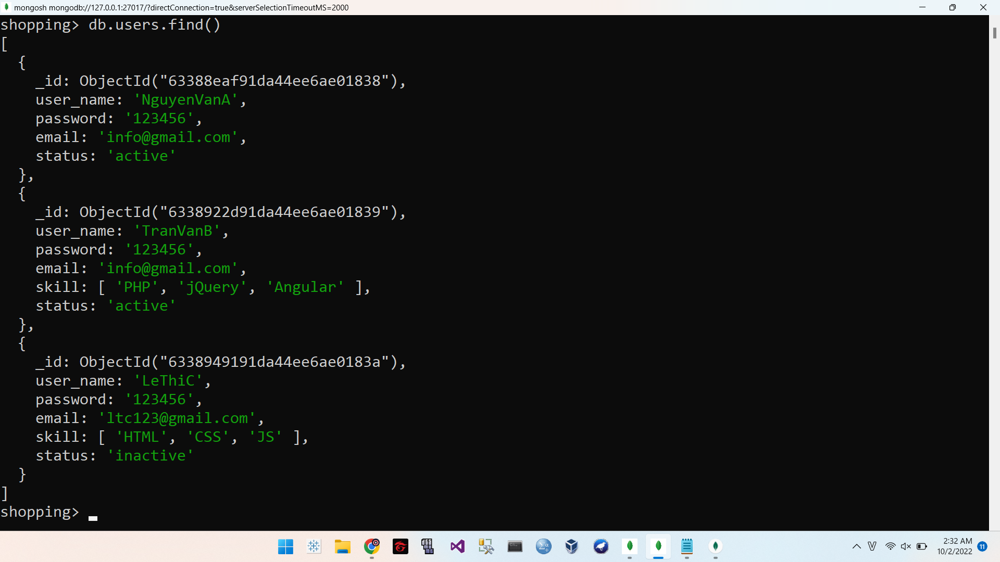 mongosh mongodb://127.0.0.1:27017/?directConnection=true&serverSelectionTimeoutMS=2000
shopping> db.users.find()
[
  {
    _id: ObjectId("63388eaf91da44ee6ae01838"),
    user_name: 'NguyenVanA',
    password: '123456',
    email: 'info@gmail.com',
    status: 'active'
  },
  {
    _id: ObjectId("6338922d91da44ee6ae01839"),
    user_name: 'TranVanB',
    password: '123456',
    email: 'info@gmail.com',
    skill: [ 'PHP', 'jQuery', 'Angular' ],
    status: 'active'
  },
  {
    _id: ObjectId("6338949191da44ee6ae0183a"),
    user_name: 'LeThiC',
    password: '123456',
    email: 'ltc123@gmail.com',
    skill: [ 'HTML', 'CSS', 'JS' ],
    status: 'inactive'
  }
]
shopping>
V
2:32 AM
10/2/2022
11